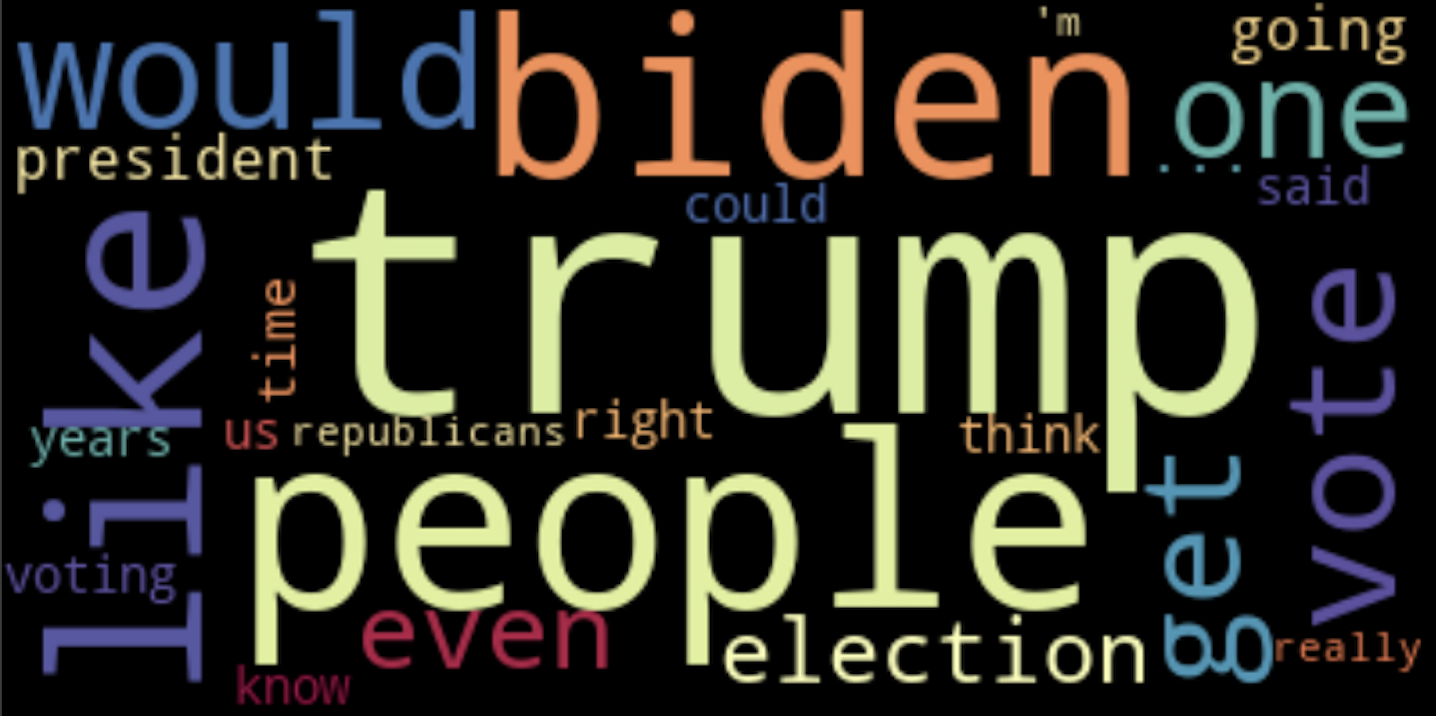 would
biden
'm
going
one
...
president
could
said
like
trump
time
vote
years
us
republicans
right
think
people
get
voting
even
election
really
know